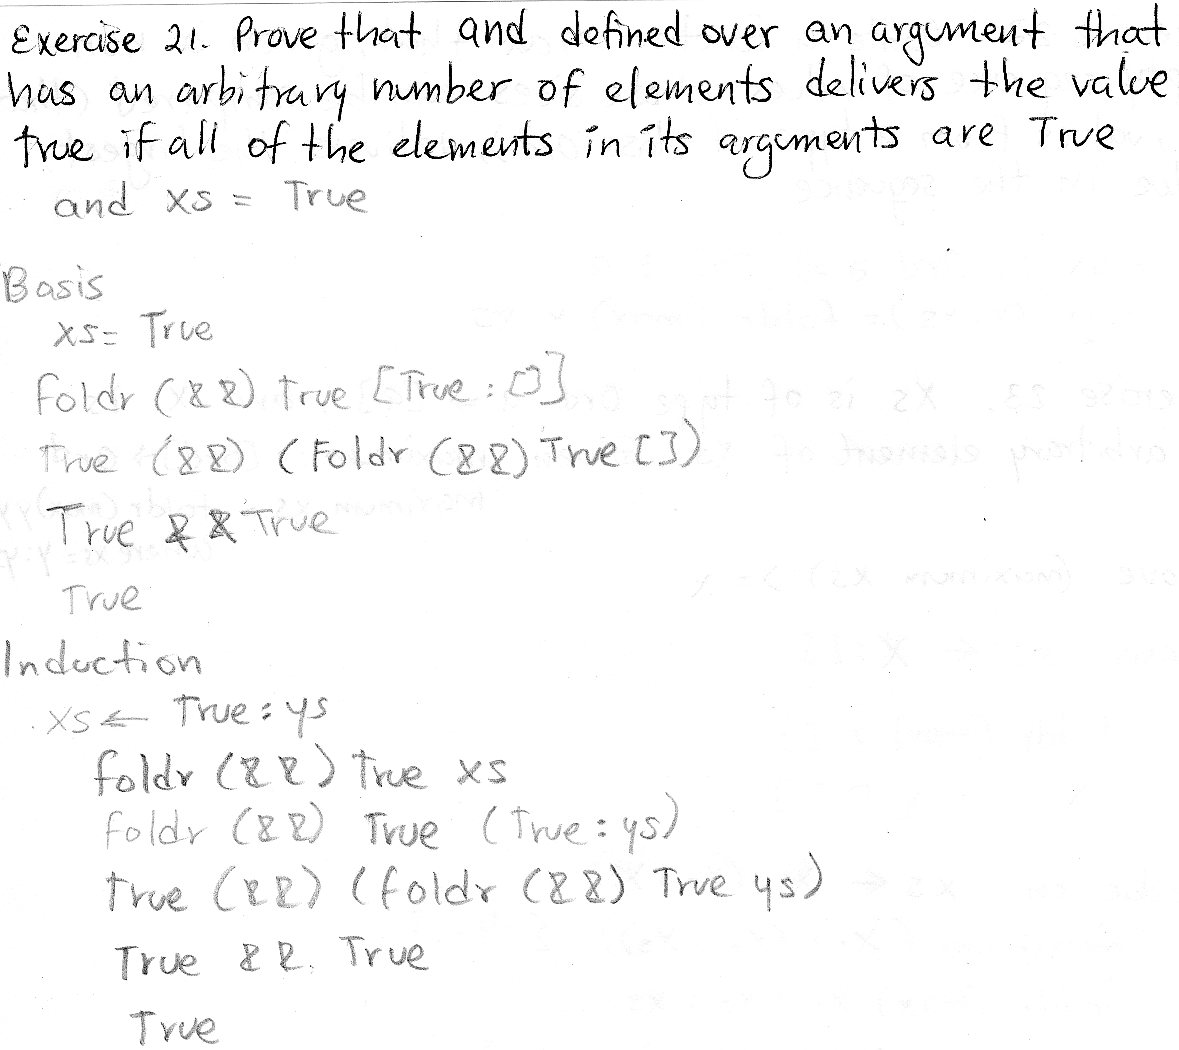 Exercise 21. Prove that and defined over an argument that
has an arbitrary number of elements delivers the value
true if all of the elements in its arguments are True
and xs = True
Basis
xs= True
foldr (&&) True [True : []]
True (&&) (Foldr (&&) True [])
True && True
True
Induction
xs ← True : ys
foldr (&&) True xs
foldr (&&) True (True : ys)
True (&&) (foldr (&&) True ys)
True && True
True